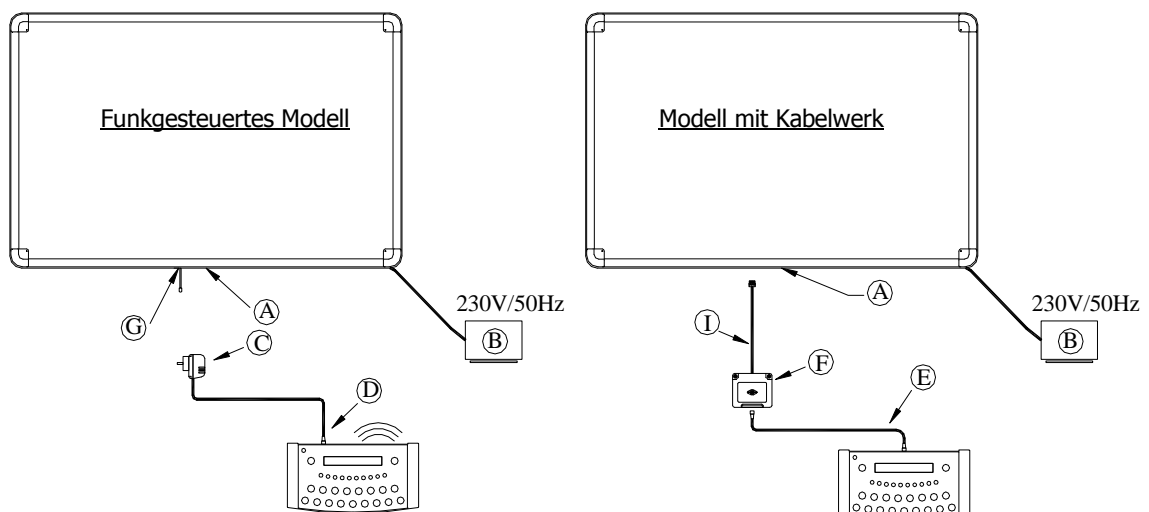 Funkgesteuertes Modell
Modell mit Kabelwerk
230V/50Hz
230V/50Hz
G
A
C
B
D
A
I
F
B
E